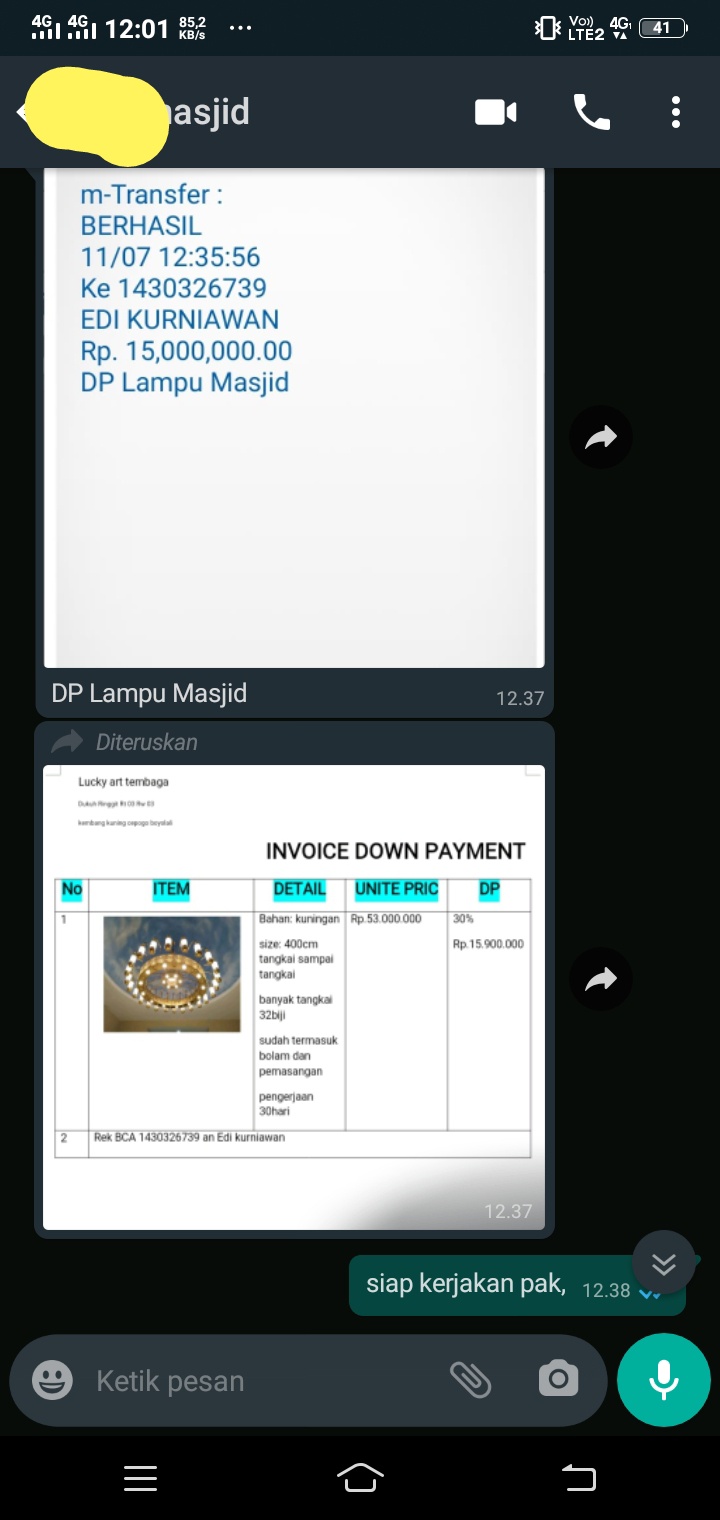 4G 4G 12:01 85,2 KB/s ... Vo)) LTE2 4G 41
asjid
m-Transfer :
BERHASIL
11/07 12:35:56
Ke 1430326739
EDI KURNIAWAN
Rp. 15,000,000.00
DP Lampu Masjid
DP Lampu Masjid 12.37
Diteruskan
Lucky art tembaga
Dukuh Ringgit Rt 03 Rw 03
kembang kuning cepogo boyolali
INVOICE DOWN PAYMENT
No ITEM DETAIL UNITE PRIC DP
1 Bahan: kuningan Rp.53.000.000 30%
size: 400cm Rp.15.900.000
tangkai sampai
tangkai
banyak tangkai
32biji
sudah termasuk
bolam dan
pemasangan
pengerjaan
30hari
2 Rek BCA 1430326739 an Edi kurniawan
12.37
siap kerjakan pak, 12.38
Ketik pesan